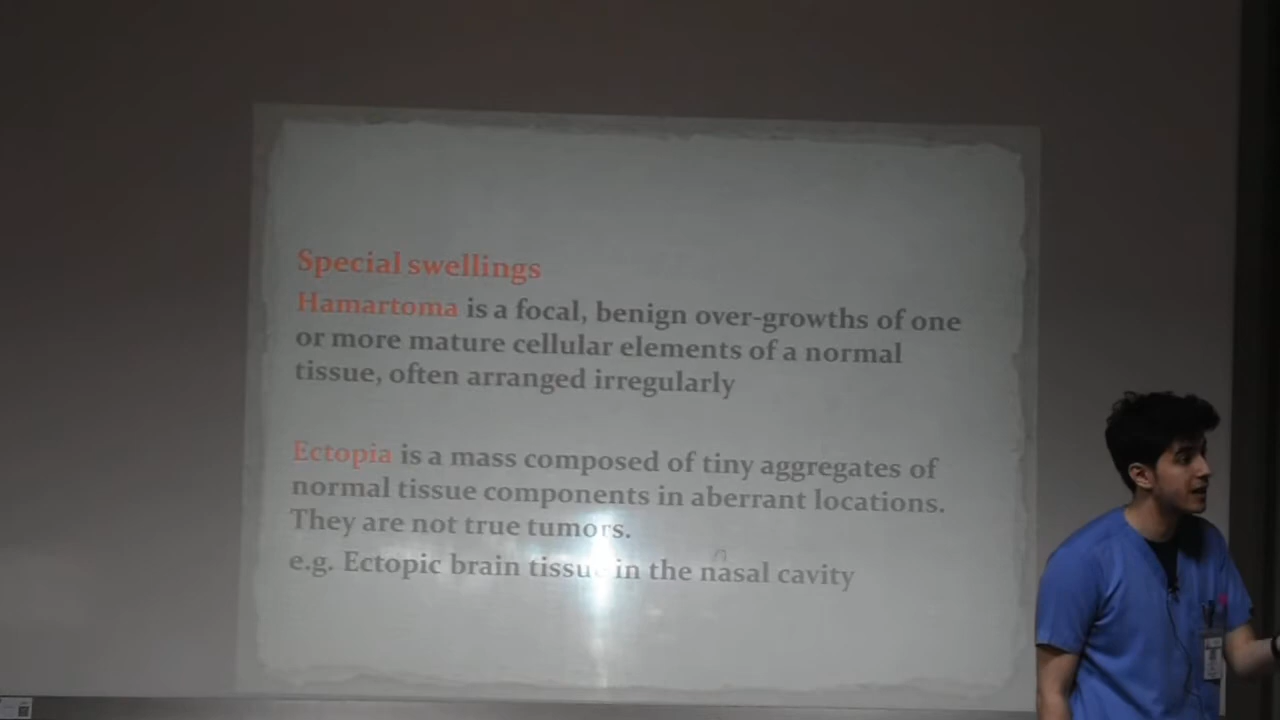 Special swellings
Hamartoma is a focal, benign over-growths of one
or more mature cellular elements of a normal
tissue, often arranged irregularly
Ectopia is a mass composed of tiny aggregates of
normal tissue components in aberrant locations.
They are not true tumors.
e.g. Ectopic brain tissue in the nasal cavity